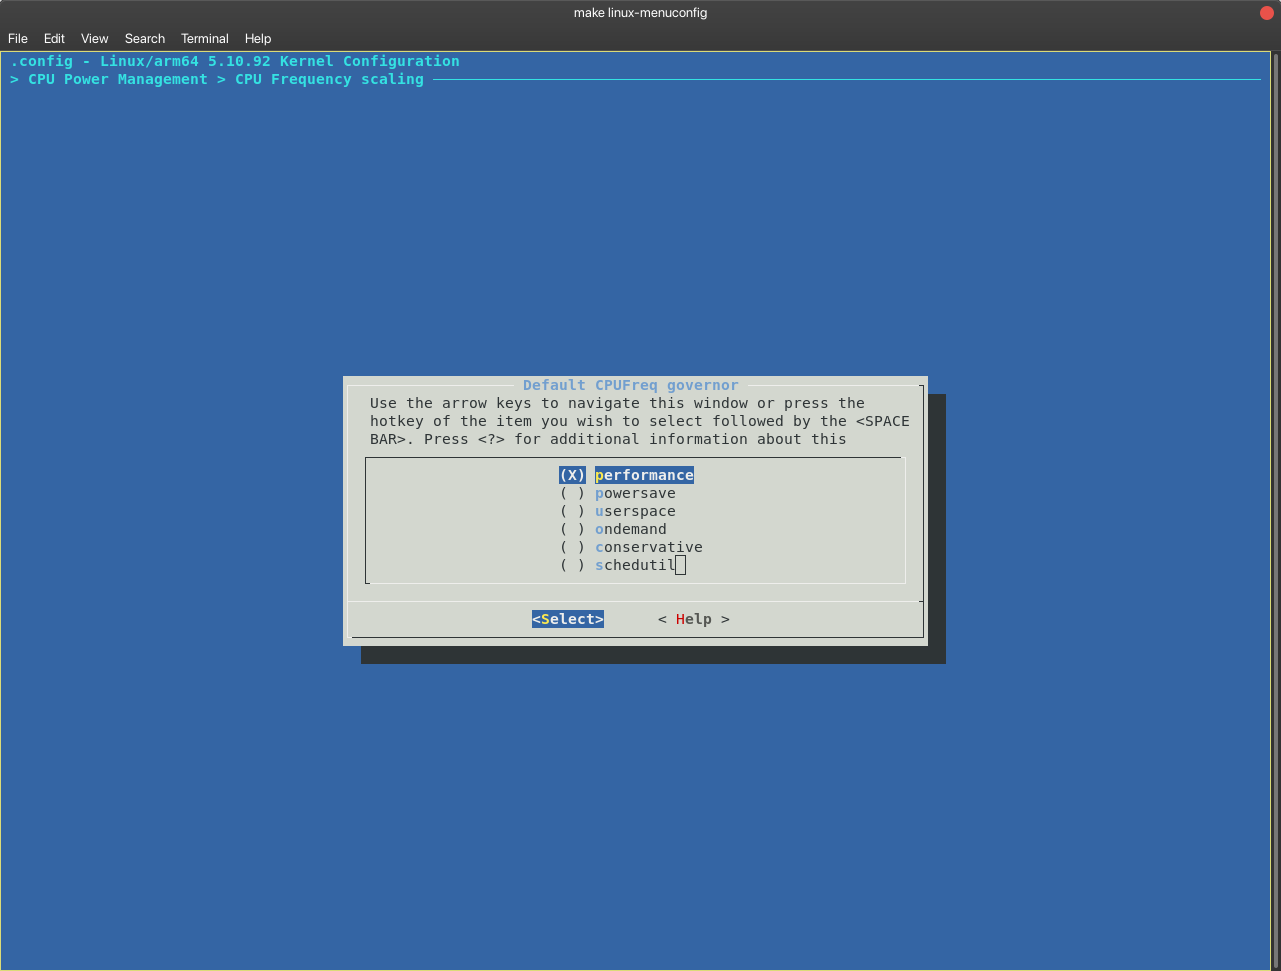 make linux-menuconfig
File Edit View Search Terminal Help
.config - Linux/arm64 5.10.92 Kernel Configuration
> CPU Power Management > CPU Frequency scaling
Default CPUFreq governor
Use the arrow keys to navigate this window or press the
hotkey of the item you wish to select followed by the <SPACE
BAR>. Press <?> for additional information about this
(X) performance
( ) powersave
( ) userspace
( ) ondemand
( ) conservative
( ) schedutil
<Select> < Help >